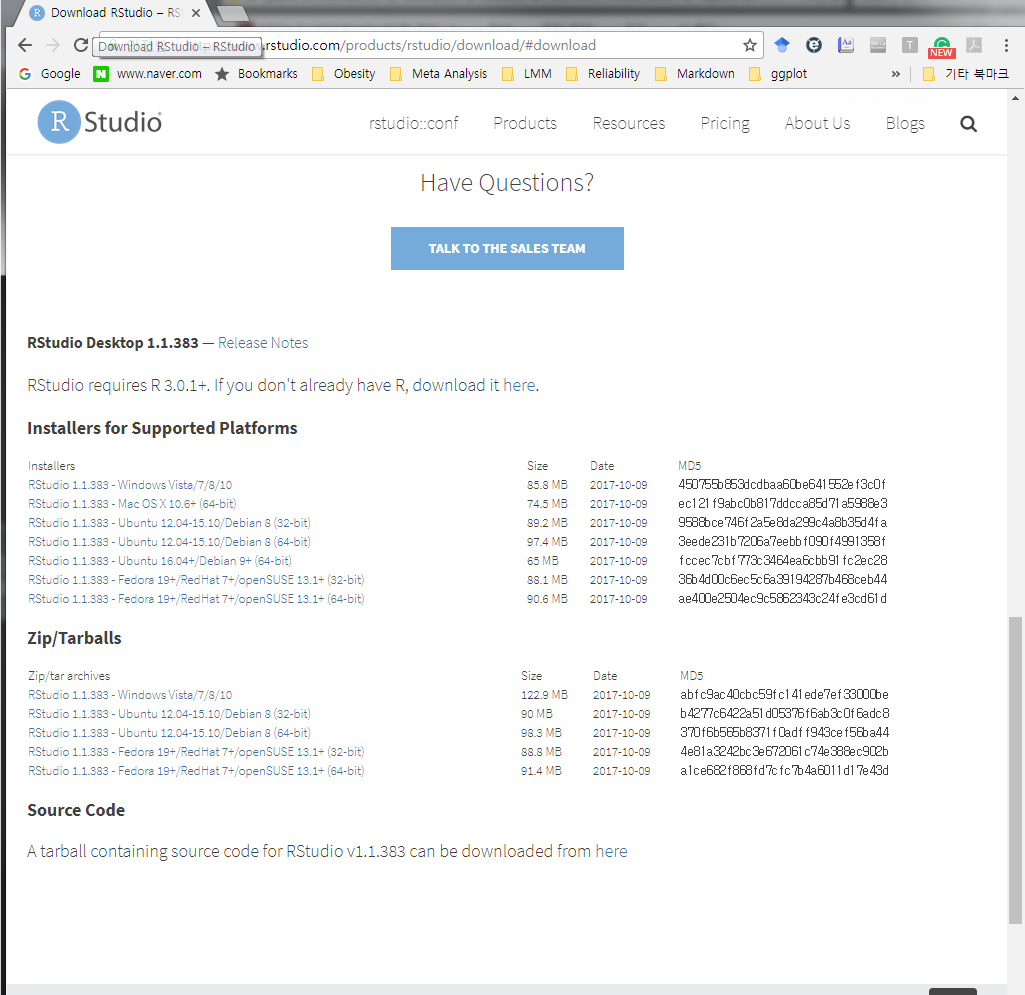 Download RStudio – RS
Download RStudio – RStudio
rstudio.com/products/rstudio/download/#download
NEW
Google
www.naver.com
Bookmarks
Obesity
Meta Analysis
LMM
Reliability
Markdown
ggplot
»
기타 북마크
R Studio
rstudio::conf
Products
Resources
Pricing
About Us
Blogs
Have Questions?
TALK TO THE SALES TEAM
RStudio Desktop 1.1.383 — Release Notes
RStudio requires R 3.0.1+. If you don't already have R, download it here.
Installers for Supported Platforms
Installers Size Date MD5
RStudio 1.1.383 - Windows Vista/7/8/10 85.8 MB 2017-10-09 450755b853dcdbaa60be641552ef3c0f
RStudio 1.1.383 - Mac OS X 10.6+ (64-bit) 74.5 MB 2017-10-09 ec121f9abc0b817ddcca85d71a5988e3
RStudio 1.1.383 - Ubuntu 12.04-15.10/Debian 8 (32-bit) 89.2 MB 2017-10-09 9588bce746f2a5e8da299c4a8b35d4fa
RStudio 1.1.383 - Ubuntu 12.04-15.10/Debian 8 (64-bit) 97.4 MB 2017-10-09 3eede231b7206a7eebbf090f4991358f
RStudio 1.1.383 - Ubuntu 16.04+/Debian 9+ (64-bit) 65 MB 2017-10-09 fccec7cbf773c3464ea6cbb91fc2ec28
RStudio 1.1.383 - Fedora 19+/RedHat 7+/openSUSE 13.1+ (32-bit) 88.1 MB 2017-10-09 36b4d00c6ec5c6a39194287b468ceb44
RStudio 1.1.383 - Fedora 19+/RedHat 7+/openSUSE 13.1+ (64-bit) 90.6 MB 2017-10-09 ae400e2504ec9c5862343c24fe3cd61d
Zip/Tarballs
Zip/tar archives Size Date MD5
RStudio 1.1.383 - Windows Vista/7/8/10 122.9 MB 2017-10-09 abfc9ac40cbc59fc141ede7ef33000be
RStudio 1.1.383 - Ubuntu 12.04-15.10/Debian 8 (32-bit) 90 MB 2017-10-09 b4277c6422a51d05376f6ab3c0f6adc8
RStudio 1.1.383 - Ubuntu 12.04-15.10/Debian 8 (64-bit) 98.3 MB 2017-10-09 370f6b565b8371f0adff943cef56ba44
RStudio 1.1.383 - Fedora 19+/RedHat 7+/openSUSE 13.1+ (32-bit) 88.8 MB 2017-10-09 4e81a3242bc3e672061c74e388ec902b
RStudio 1.1.383 - Fedora 19+/RedHat 7+/openSUSE 13.1+ (64-bit) 91.4 MB 2017-10-09 a1ce682f868fd7cfc7b4a6011d17e43d
Source Code
A tarball containing source code for RStudio v1.1.383 can be downloaded from here